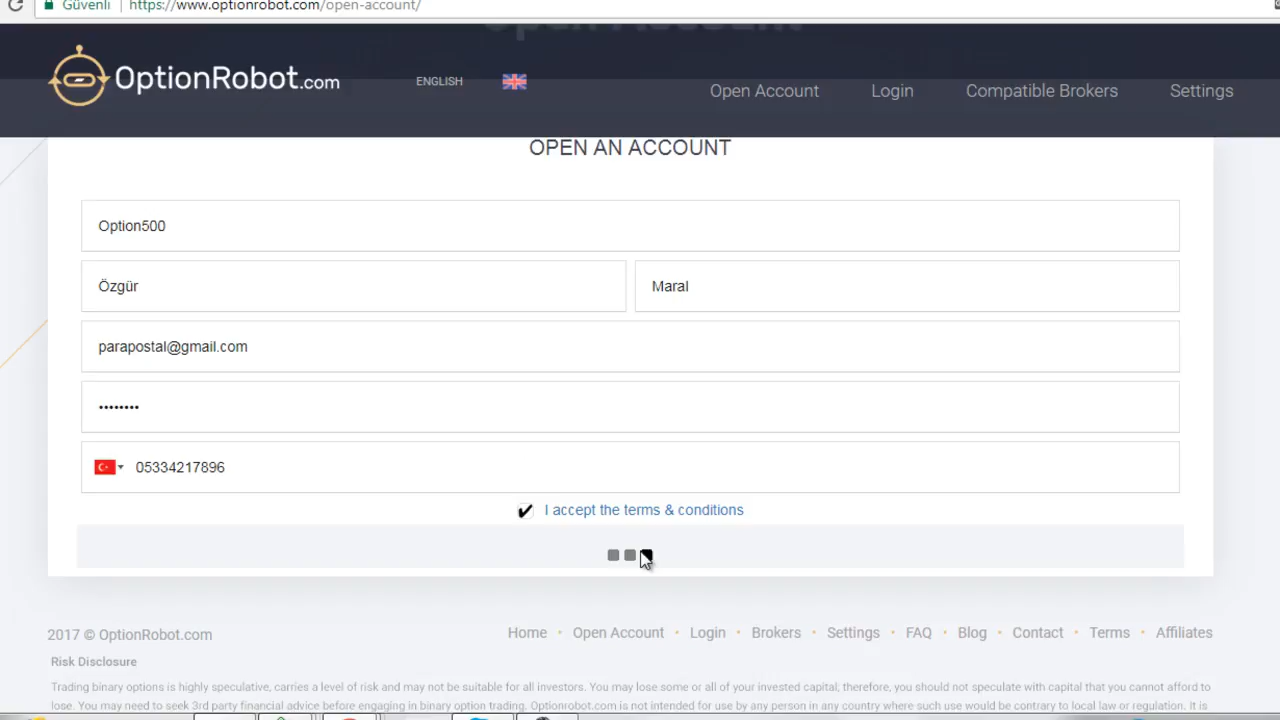 Güvenli | https://www.optionrobot.com/open-account/
OptionRobot.com
ENGLISH
Open Account
Login
Compatible Brokers
Settings
OPEN AN ACCOUNT
Option500
Özgür
Maral
parapostal@gmail.com
••••••••
05334217896
I accept the terms & conditions
2017 © OptionRobot.com
Home • Open Account • Login • Brokers • Settings • FAQ • Blog • Contact • Terms • Affiliates
Risk Disclosure
Trading binary options is highly speculative, carries a level of risk and may not be suitable for all investors. You may lose some or all of your invested capital; therefore, you should not speculate with capital that you cannot afford to
lose. You may need to seek 3rd party financial advice before engaging in binary option trading. Optionrobot.com is not intended for use by any person in any country where such use would be contrary to local law or regulation. It is